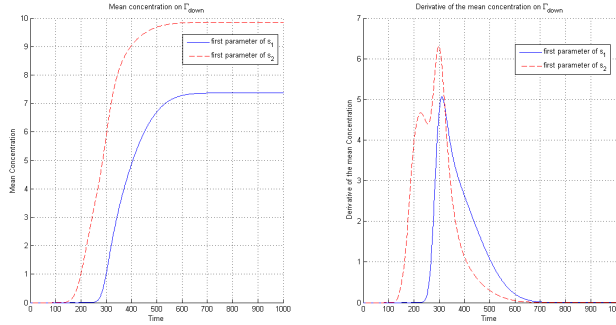 Mean concentration on Γdown
first parameter of s1
first parameter of s2
Mean Concentration
10
9
8
7
6
5
4
3
2
1
0
0 100 200 300 400 500 600 700 800 900 1000
Time
Derivative of the mean concentration on Γdown
first parameter of s1
first parameter of s2
Derivative of the mean Concentration
7
6
5
4
3
2
1
0
0 100 200 300 400 500 600 700 800 900
Time